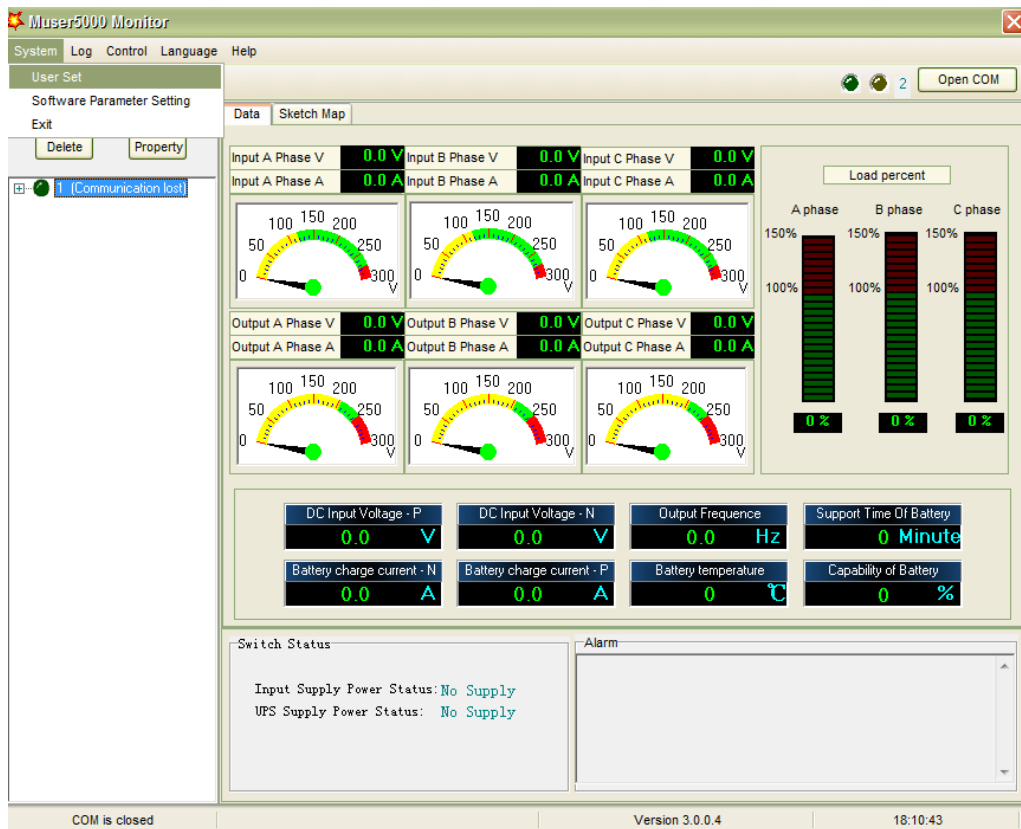 Muser5000 Monitor
System Log Control Language Help
User Set
Software Parameter Setting
Exit
2 Open COM
Delete Property
Data Sketch Map
1 (Communication lost)
Input A Phase V 0.0 V Input B Phase V 0.0 V Input C Phase V 0.0 V
Input A Phase A 0.0 A Input B Phase A 0.0 A Input C Phase A 0.0 A
0 50 100 150 200 250 300 V
0 50 100 150 200 250 300 V
0 50 100 150 200 250 300 V
Output A Phase V 0.0 V Output B Phase V 0.0 V Output C Phase V 0.0 V
Output A Phase A 0.0 A Output B Phase A 0.0 A Output C Phase A 0.0 A
0 50 100 150 200 250 300 V
0 50 100 150 200 250 300 V
0 50 100 150 200 250 300 V
Load percent
A phase B phase C phase
150% 150% 150%
100% 100% 100%
0 % 0 % 0 %
DC Input Voltage - P DC Input Voltage - N Output Frequence Support Time Of Battery
0.0 V 0.0 V 0.0 Hz 0 Minute
Battery charge current - N Battery charge current - P Battery temperature Capability of Battery
0.0 A 0.0 A 0 ℃ 0 %
Switch Status
Input Supply Power Status: No Supply
UPS Supply Power Status: No Supply
Alarm
COM is closed Version 3.0.0.4 18:10:43